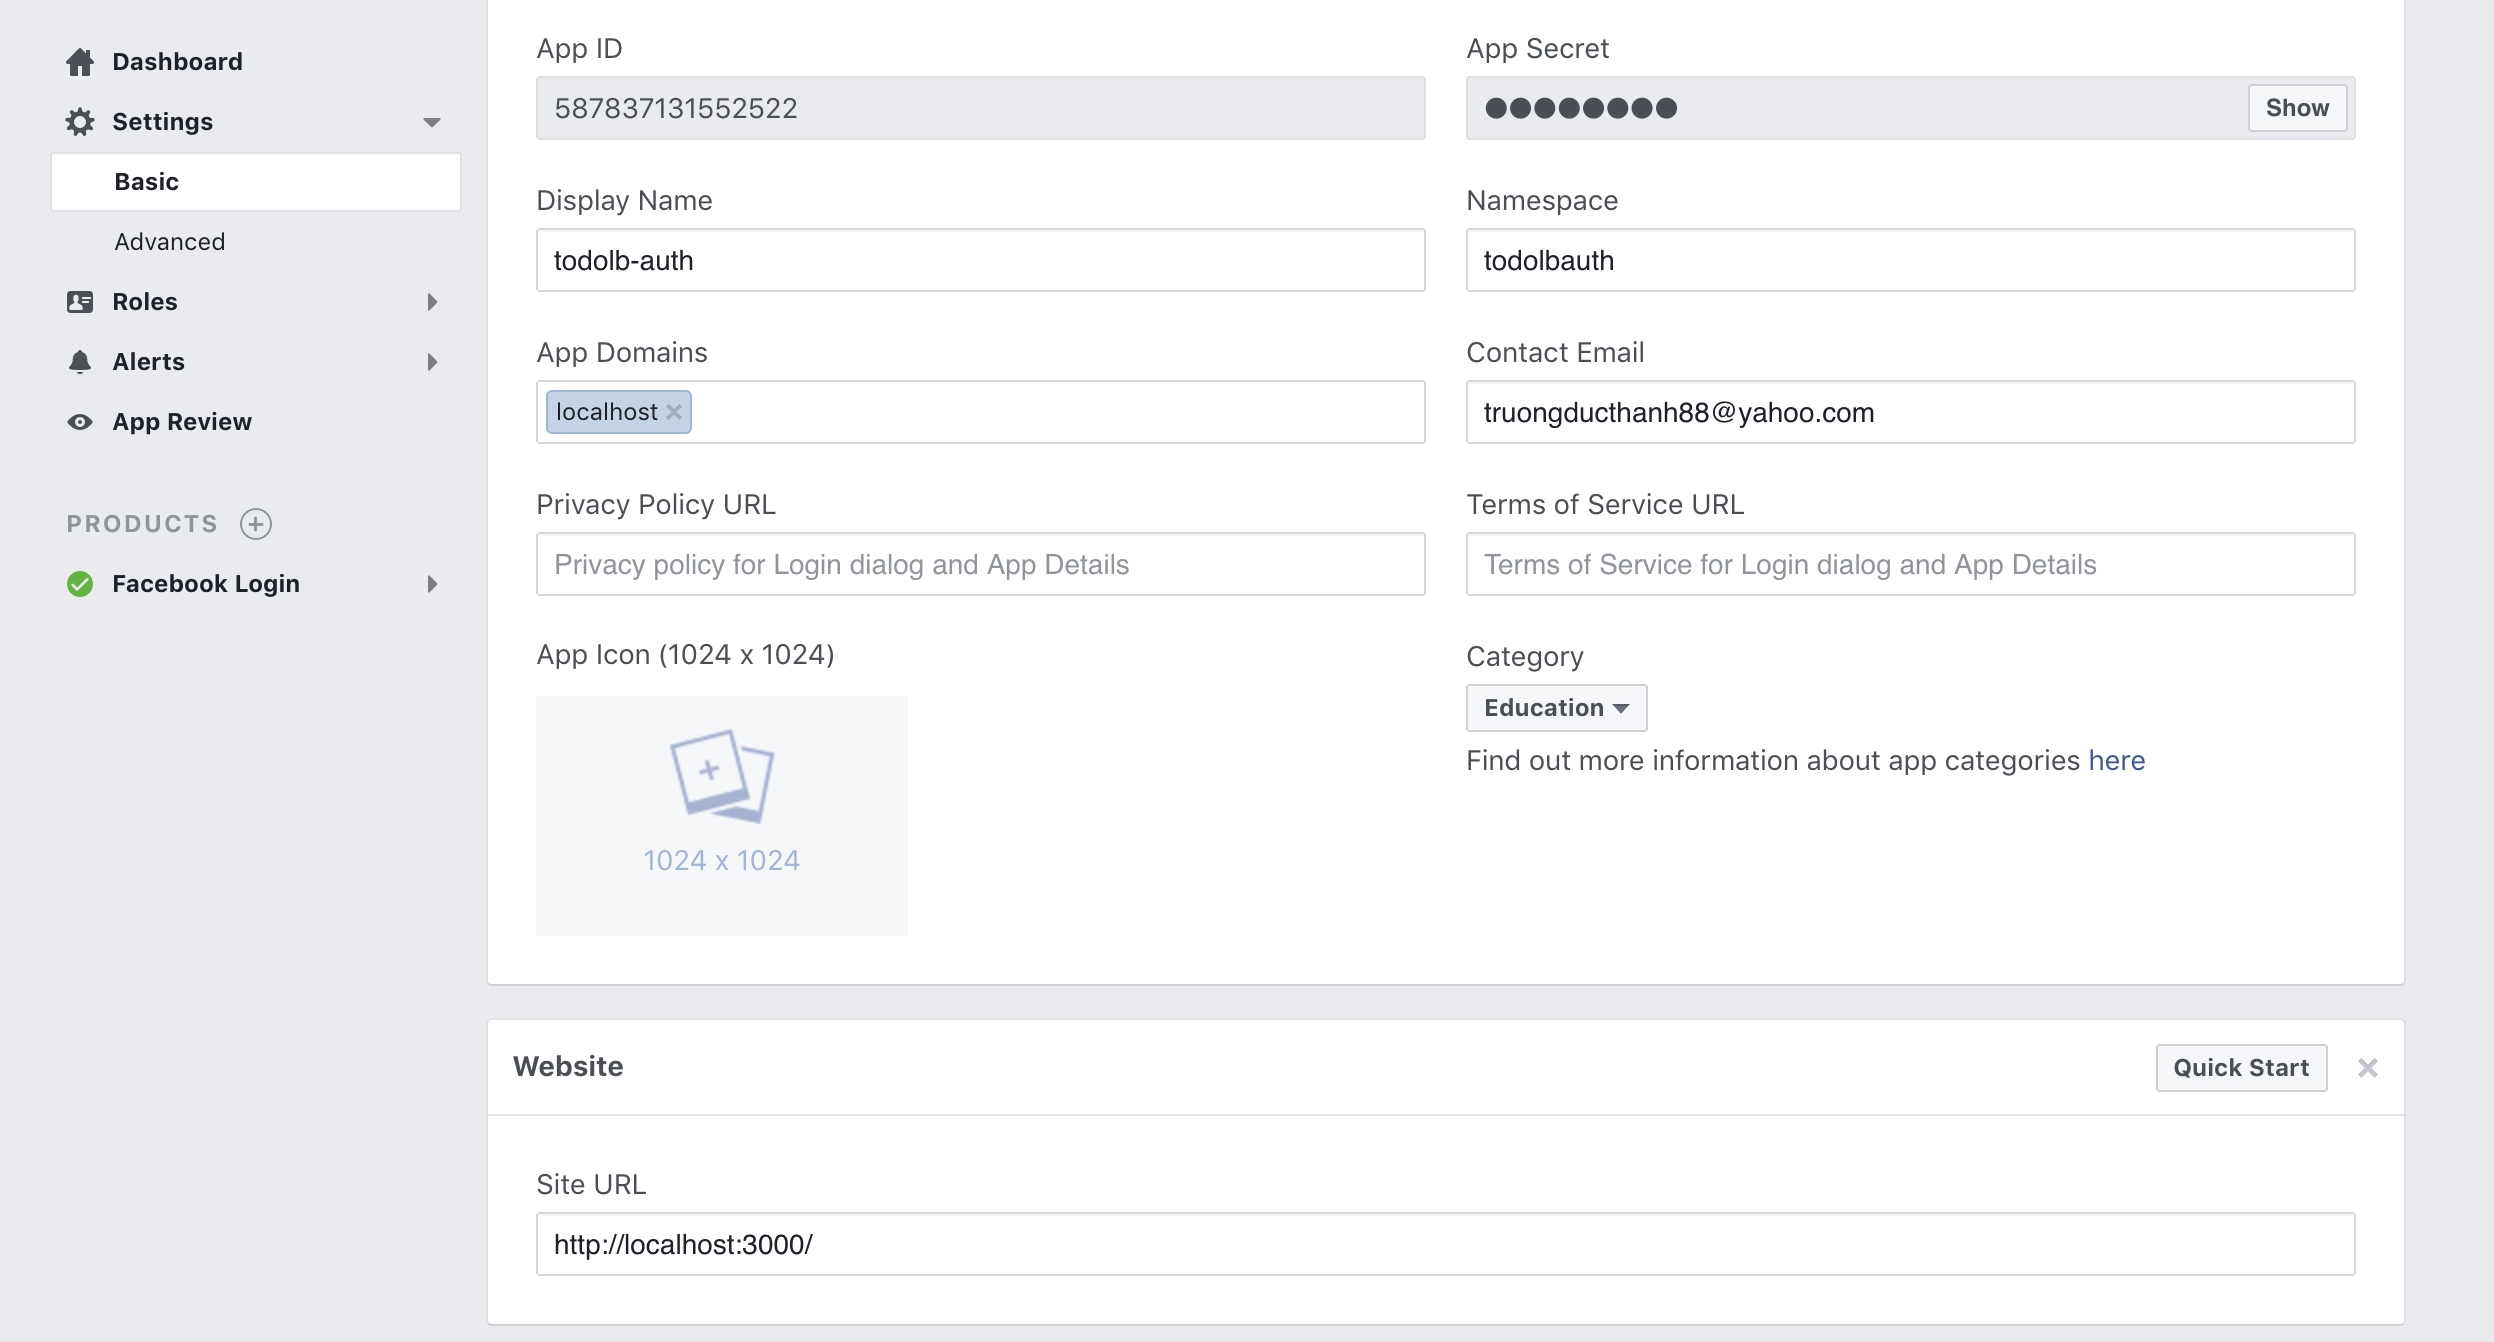 Dashboard
Settings
Basic
Advanced
Roles
Alerts
App Review
PRODUCTS
Facebook Login
App ID
587837131552522
App Secret
●●●●●●●●
Show
Display Name
todolb-auth
Namespace
todolbauth
App Domains
localhost
Contact Email
truongducthanh88@yahoo.com
Privacy Policy URL
Privacy policy for Login dialog and App Details
Terms of Service URL
Terms of Service for Login dialog and App Details
App Icon (1024 x 1024)
1024 x 1024
Category
Education
Find out more information about app categories here
Website
Quick Start
Site URL
http://localhost:3000/